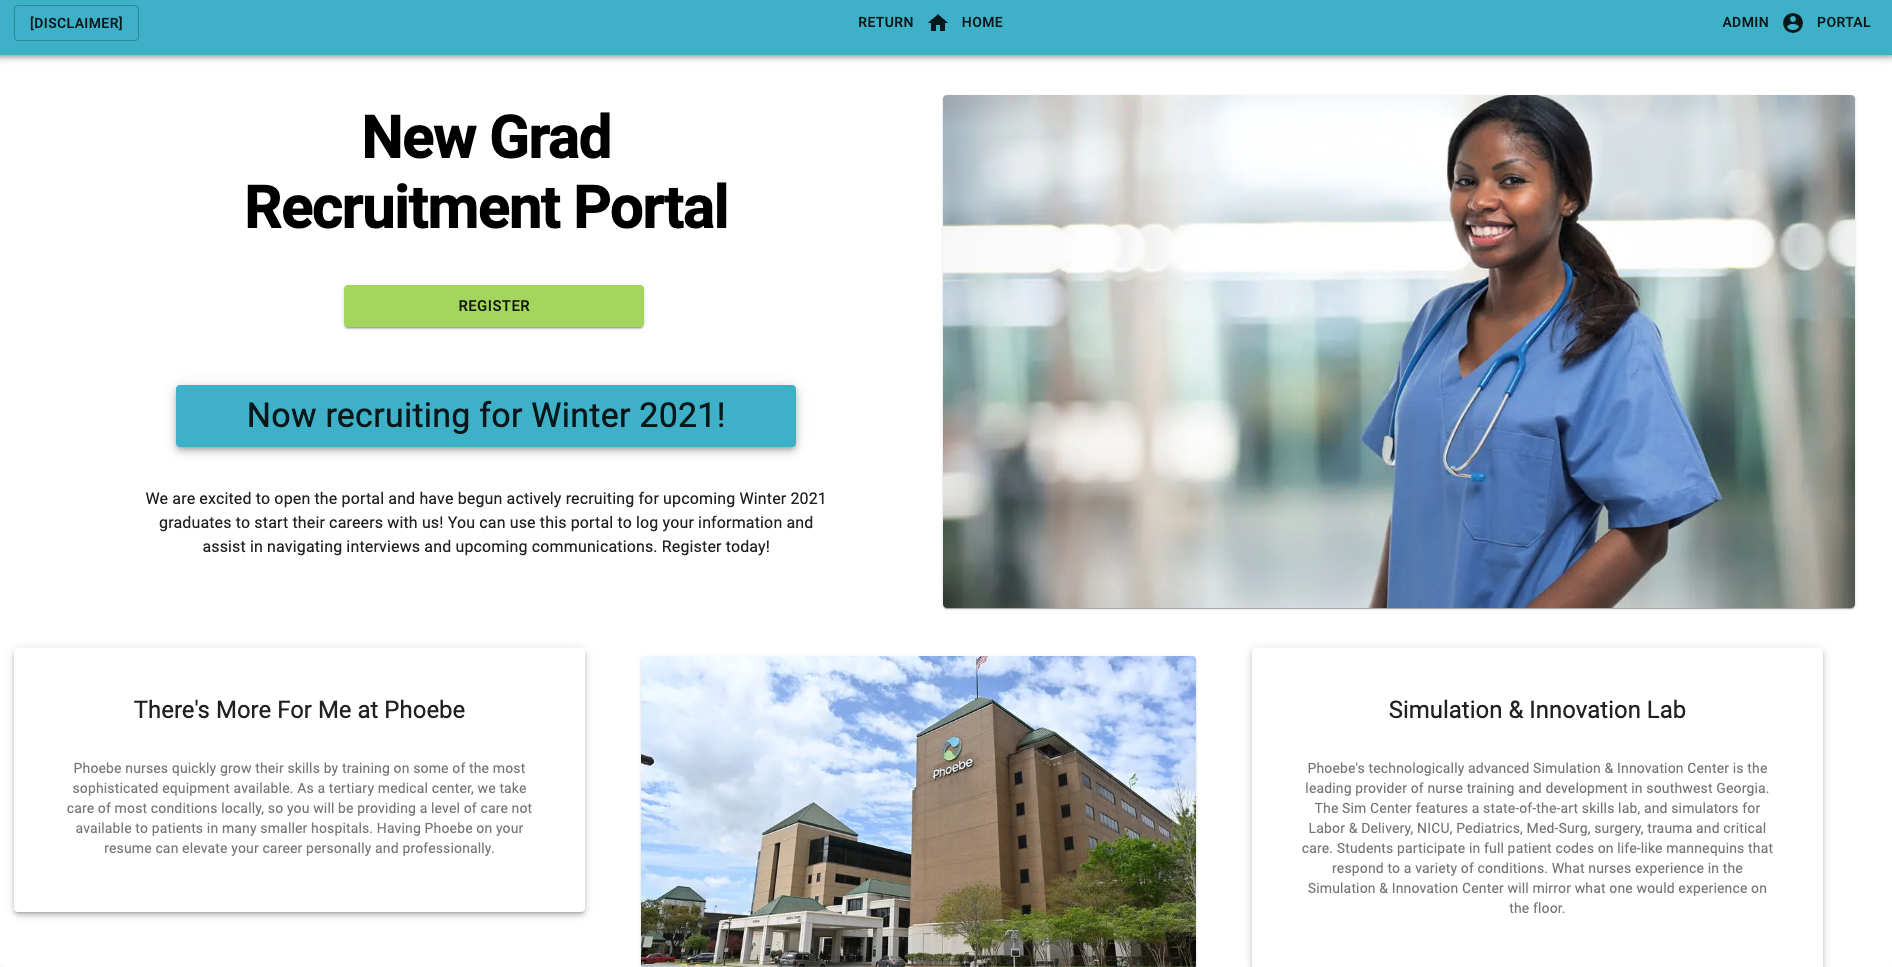 [DISCLAIMER]
RETURN HOME
ADMIN PORTAL
New Grad
Recruitment Portal
REGISTER
Now recruiting for Winter 2021!
We are excited to open the portal and have begun actively recruiting for upcoming Winter 2021
graduates to start their careers with us! You can use this portal to log your information and
assist in navigating interviews and upcoming communications. Register today!
There's More For Me at Phoebe
Phoebe nurses quickly grow their skills by training on some of the most
sophisticated equipment available. As a tertiary medical center, we take
care of most conditions locally, so you will be providing a level of care not
available to patients in many smaller hospitals. Having Phoebe on your
resume can elevate your career personally and professionally.
Phoebe
Simulation & Innovation Lab
Phoebe's technologically advanced Simulation & Innovation Center is the
leading provider of nurse training and development in southwest Georgia.
The Sim Center features a state-of-the-art skills lab, and simulators for
Labor & Delivery, NICU, Pediatrics, Med-Surg, surgery, trauma and critical
care. Students participate in full patient codes on life-like mannequins that
respond to a variety of conditions. What nurses experience in the
Simulation & Innovation Center will mirror what one would experience on
the floor.